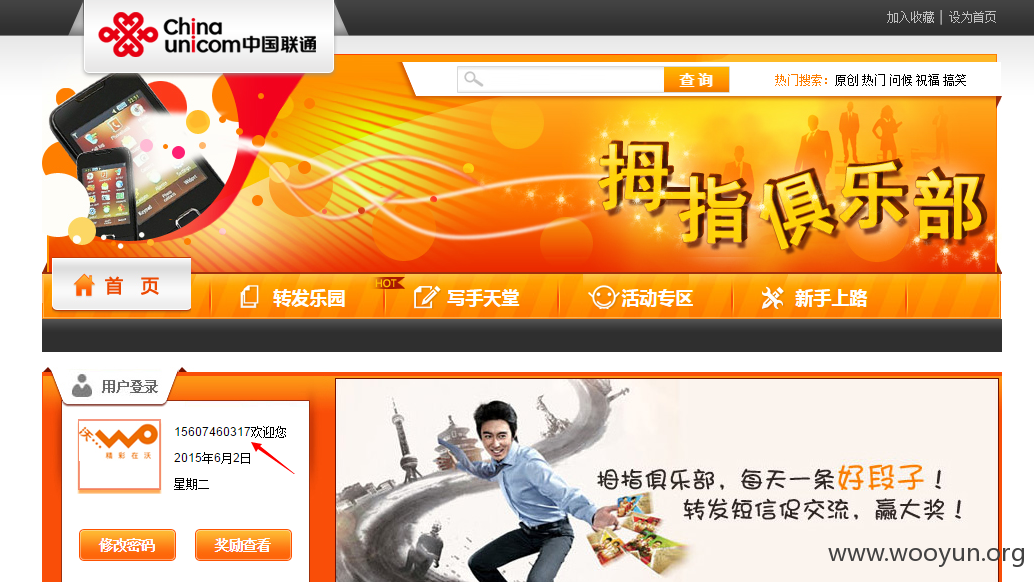 加入收藏 | 设为首页
China unicom中国联通
查询
热门搜索：原创 热门 问候 祝福 搞笑
拇指俱乐部
首页
转发乐园
HOT
写手天堂
活动专区
新手上路
用户登录
WO
精彩在沃
15607460317欢迎您
2015年6月2日
星期二
修改密码
奖励查看
拇指俱乐部，每天一条好段子！
转发短信促交流，赢大奖！
www.wooyun.org